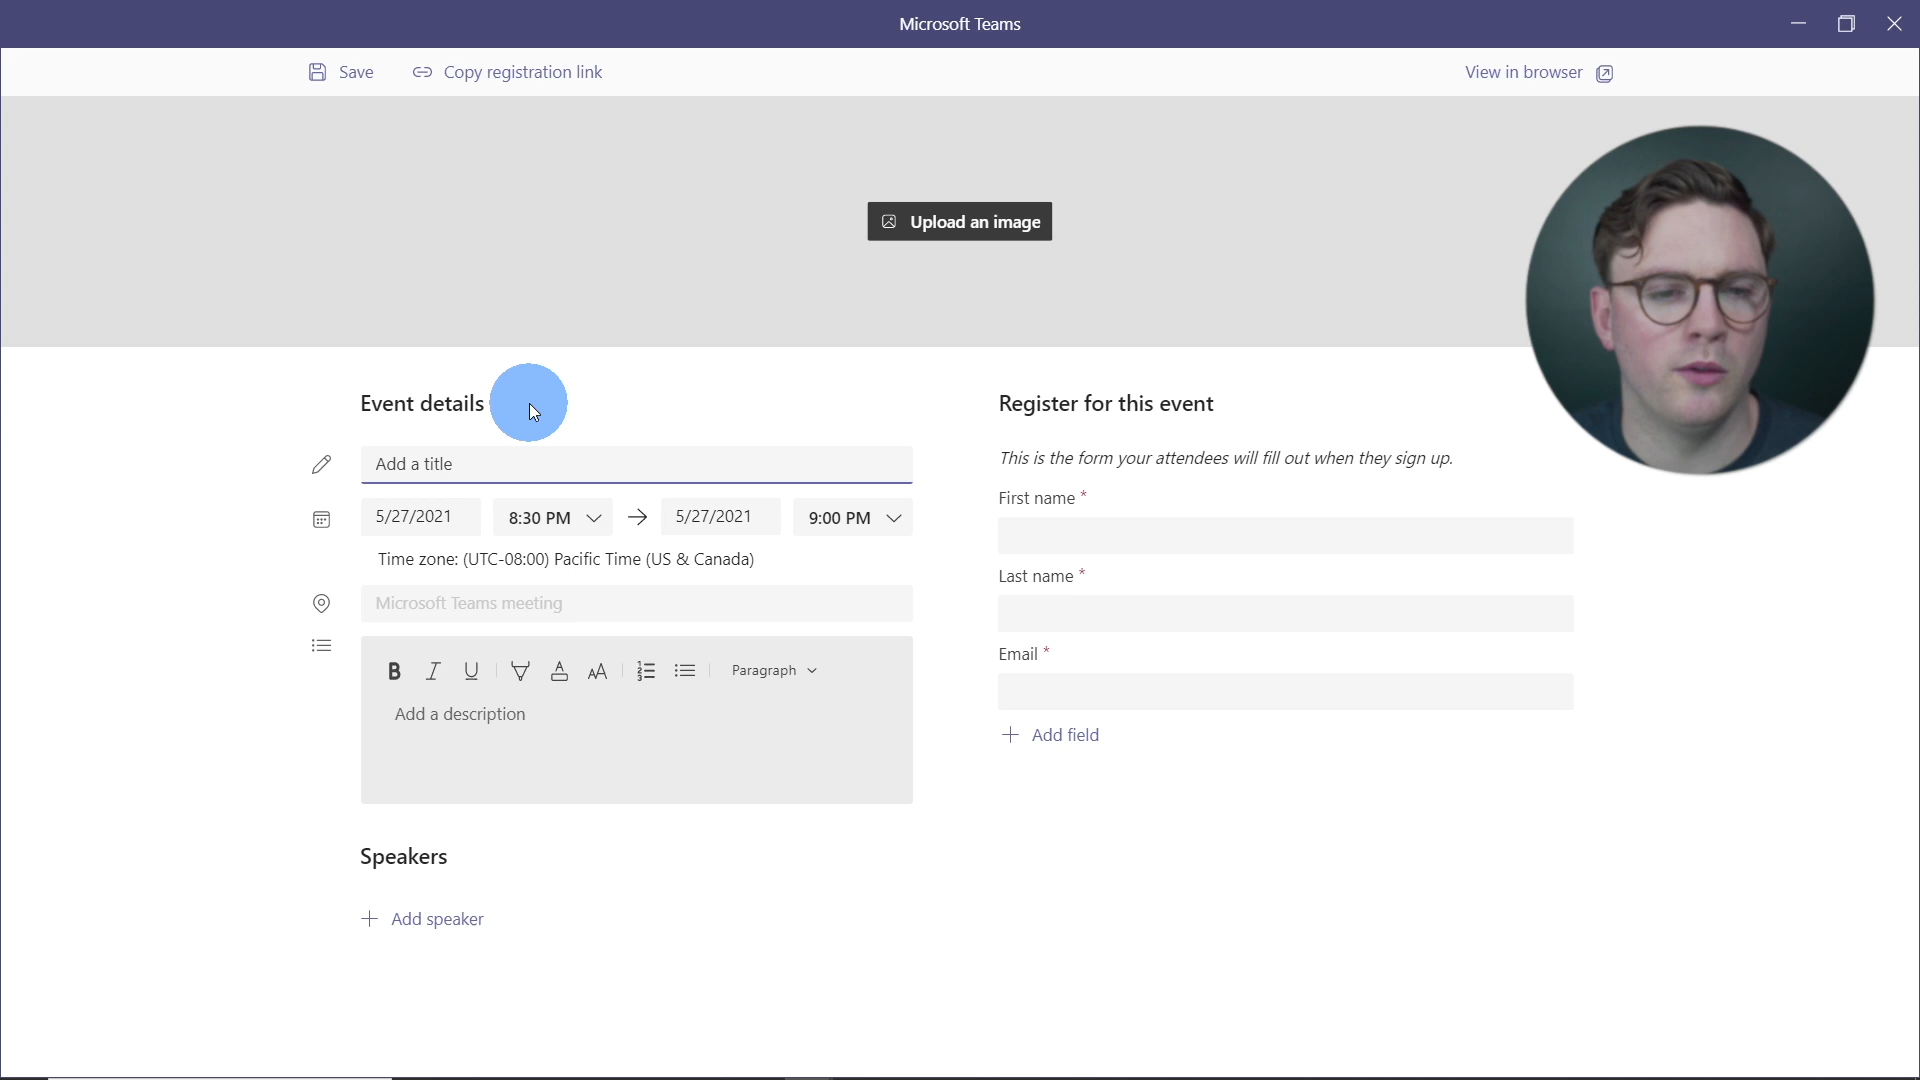 Microsoft Teams
Save
Copy registration link
View in browser
Upload an image
Event details
Add a title
5/27/2021
8:30 PM
5/27/2021
9:00 PM
Time zone: (UTC-08:00) Pacific Time (US & Canada)
Microsoft Teams meeting
B I U A AA Paragraph
Add a description
Speakers
Add speaker
Register for this event
This is the form your attendees will fill out when they sign up.
First name *
Last name *
Email *
Add field